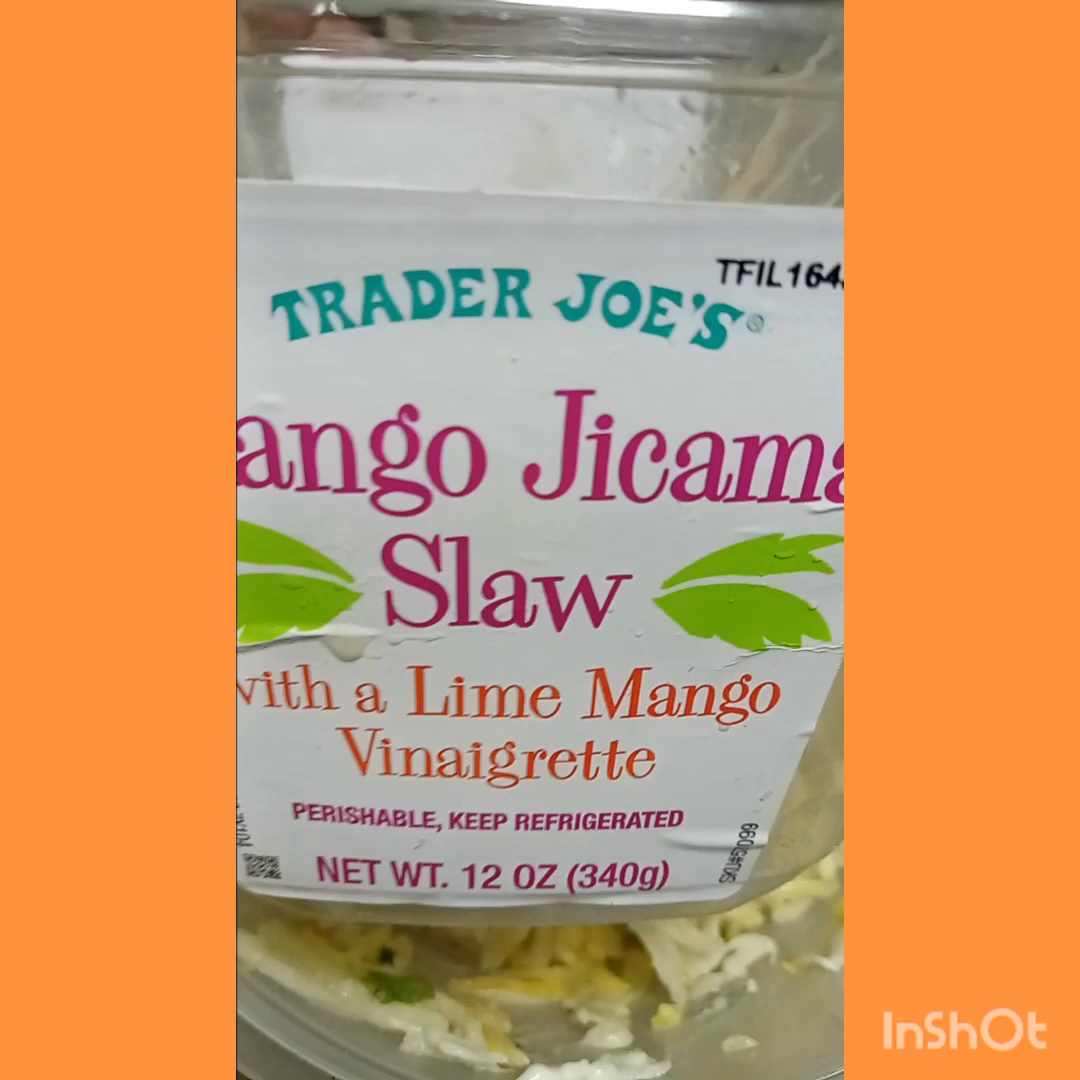 TRADER JOE'S®
TFIL164
ango Jicama
Slaw
with a Lime Mango
Vinaigrette
PERISHABLE, KEEP REFRIGERATED
NET WT. 12 OZ (340g)
InShOt